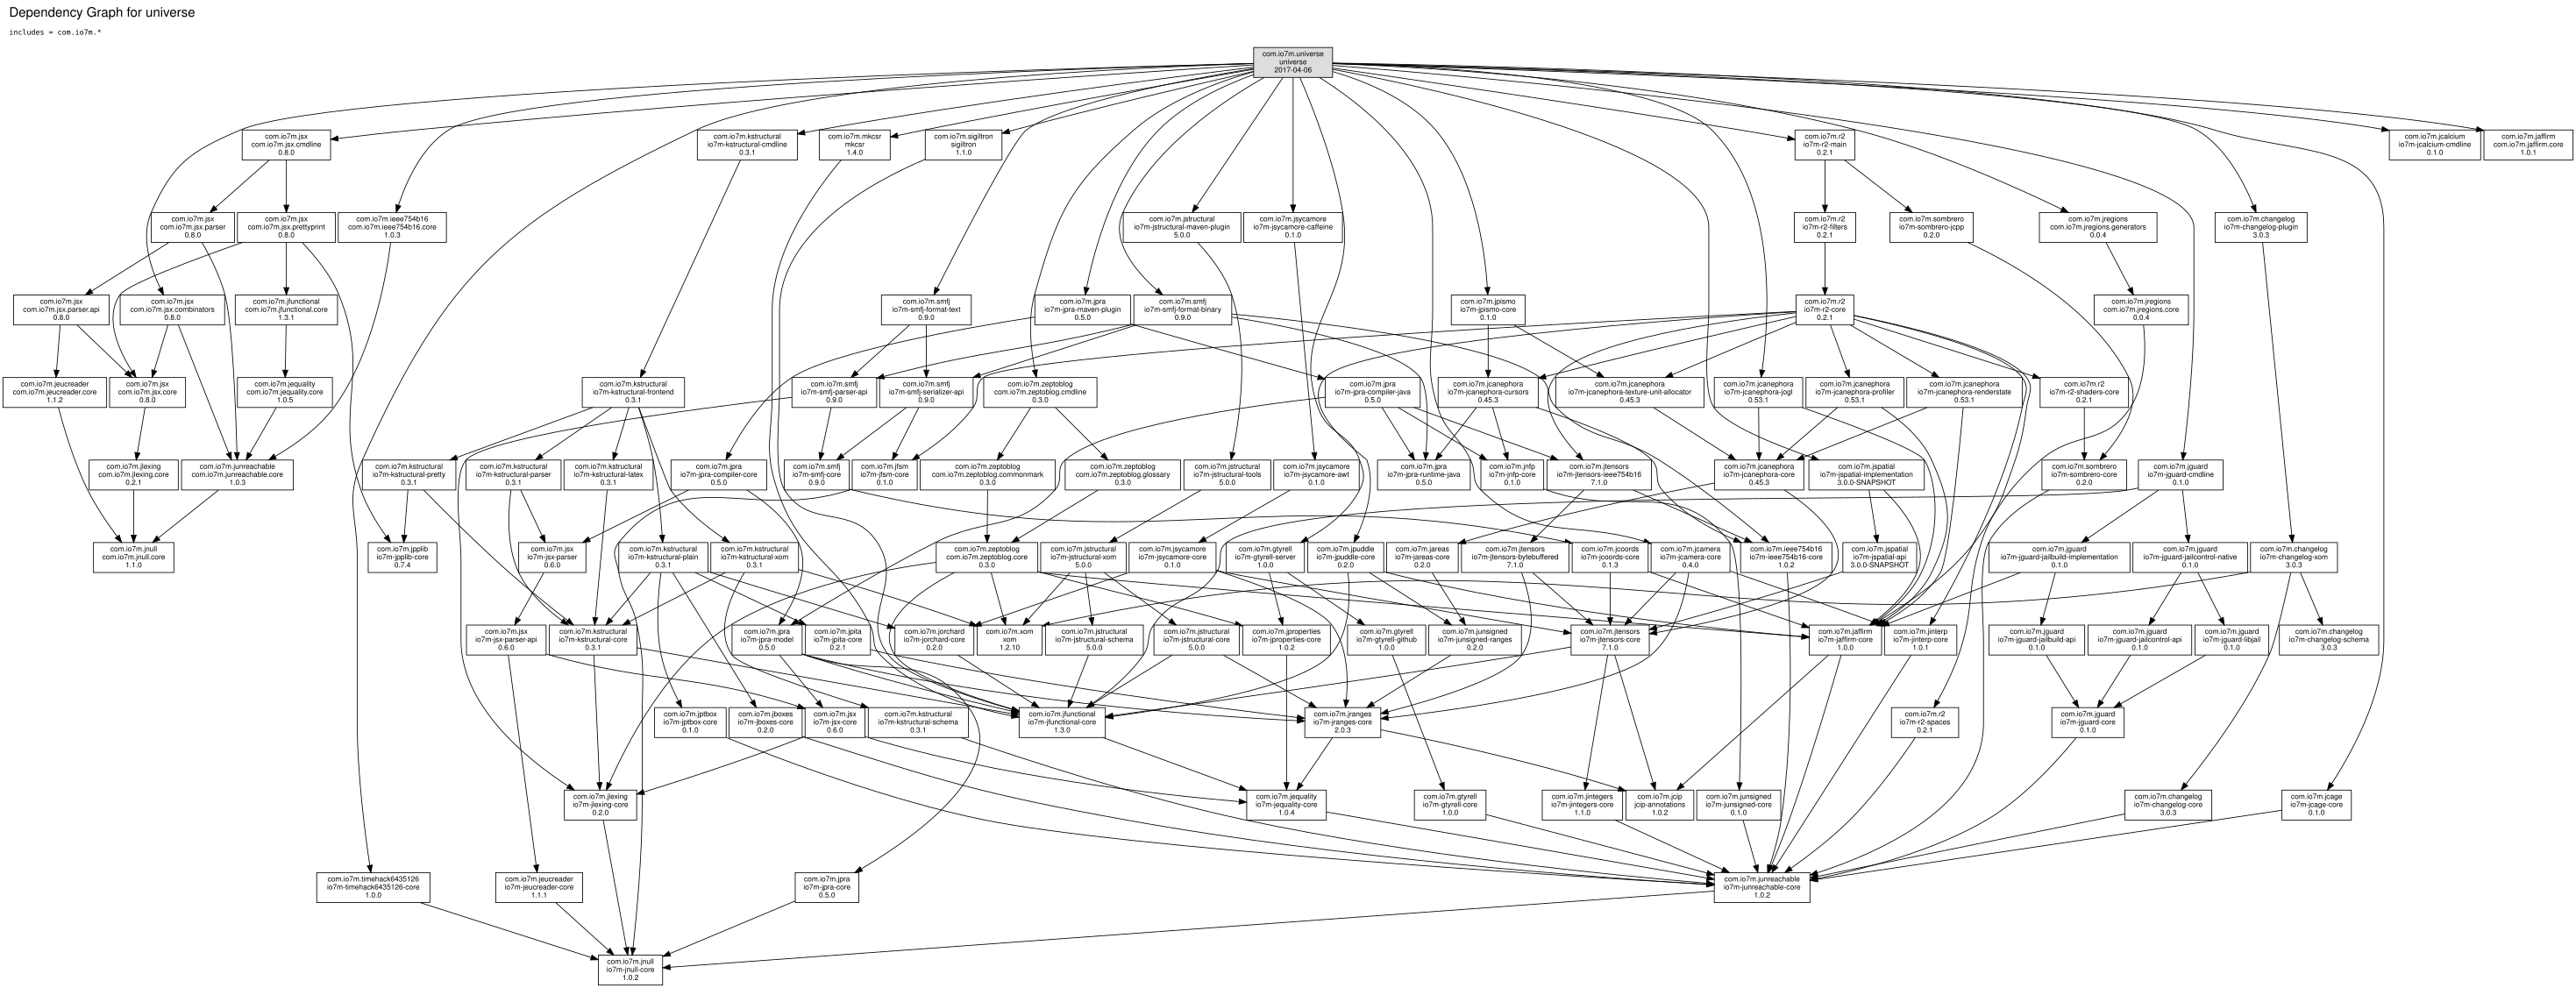 Dependency Graph for universe
includes = com.io7m.*
com.io7m.universe
universe
2017-04-06
com.io7m.jsx
com.io7m.jsx.cmdline
0.8.0
com.io7m.kstructural
io7m-kstructural-cmdline
0.3.1
com.io7m.mkcsr
mkcsr
1.4.0
com.io7m.sigiltron
sigiltron
1.1.0
com.io7m.r2
io7m-r2-main
0.2.1
com.io7m.jcalcium
io7m-jcalcium-cmdline
0.1.0
com.io7m.jaffirm
com.io7m.jaffirm.core
1.0.1
com.io7m.jsx
com.io7m.jsx.parser
0.8.0
com.io7m.jsx
com.io7m.jsx.prettyprint
0.8.0
com.io7m.ieee754b16
com.io7m.ieee754b16.core
1.0.3
com.io7m.jstructural
io7m-jstructural-maven-plugin
5.0.0
com.io7m.jsycamore
io7m-jsycamore-caffeine
0.1.0
com.io7m.r2
io7m-r2-filters
0.2.1
com.io7m.sombrero
io7m-sombrero-jcpp
0.2.0
com.io7m.jregions
com.io7m.jregions.generators
0.0.4
com.io7m.changelog
io7m-changelog-plugin
3.0.3
com.io7m.jsx
com.io7m.jsx.parser.api
0.8.0
com.io7m.jsx
com.io7m.jsx.combinators
0.8.0
com.io7m.jfunctional
com.io7m.jfunctional.core
1.3.1
com.io7m.smfj
io7m-smfj-format-text
0.9.0
com.io7m.jpra
io7m-jpra-maven-plugin
0.5.0
com.io7m.smfj
io7m-smfj-format-binary
0.9.0
com.io7m.jpismo
io7m-jpismo-core
0.1.0
com.io7m.r2
io7m-r2-core
0.2.1
com.io7m.jregions
com.io7m.jregions.core
0.0.4
com.io7m.jeucreader
com.io7m.jeucreader.core
1.1.2
com.io7m.jsx
com.io7m.jsx.core
0.8.0
com.io7m.jequality
com.io7m.jequality.core
1.0.5
com.io7m.kstructural
io7m-kstructural-frontend
0.3.1
com.io7m.smfj
io7m-smfj-parser-api
0.9.0
com.io7m.smfj
io7m-smfj-serializer-api
0.9.0
com.io7m.zeptoblog
com.io7m.zeptoblog.cmdline
0.3.0
com.io7m.jpra
io7m-jpra-compiler-java
0.5.0
com.io7m.jcanephora
io7m-jcanephora-cursors
0.45.3
com.io7m.jcanephora
io7m-jcanephora-texture-unit-allocator
0.45.3
com.io7m.jcanephora
io7m-jcanephora-jogl
0.53.1
com.io7m.jcanephora
io7m-jcanephora-profiler
0.53.1
com.io7m.jcanephora
io7m-jcanephora-renderstate
0.53.1
com.io7m.r2
io7m-r2-shaders-core
0.2.1
com.io7m.jlexing
com.io7m.jlexing.core
0.2.1
com.io7m.junreachable
com.io7m.junreachable.core
1.0.3
com.io7m.kstructural
io7m-kstructural-pretty
0.3.1
com.io7m.kstructural
io7m-kstructural-parser
0.3.1
com.io7m.kstructural
io7m-kstructural-latex
0.3.1
com.io7m.jpra
io7m-jpra-compiler-core
0.5.0
com.io7m.smfj
io7m-smfj-core
0.9.0
com.io7m.jfsm
io7m-jfsm-core
0.1.0
com.io7m.zeptoblog
com.io7m.zeptoblog.commonmark
0.3.0
com.io7m.zeptoblog
com.io7m.zeptoblog.glossary
0.3.0
com.io7m.jstructural
io7m-jstructural-tools
5.0.0
com.io7m.jsycamore
io7m-jsycamore-awt
0.1.0
com.io7m.jpra
io7m-jpra-runtime-java
0.5.0
com.io7m.jnfp
io7m-jnfp-core
0.1.0
com.io7m.jtensors
io7m-jtensors-ieee754b16
7.1.0
com.io7m.jcanephora
io7m-jcanephora-core
0.45.3
com.io7m.jspatial
io7m-jspatial-implementation
3.0.0-SNAPSHOT
com.io7m.sombrero
io7m-sombrero-core
0.2.0
com.io7m.jguard
io7m-jguard-cmdline
0.1.0
com.io7m.jnull
com.io7m.jnull.core
1.1.0
com.io7m.jpplib
io7m-jpplib-core
0.7.4
com.io7m.jsx
io7m-jsx-parser
0.6.0
com.io7m.kstructural
io7m-kstructural-plain
0.3.1
com.io7m.kstructural
io7m-kstructural-xom
0.3.1
com.io7m.zeptoblog
com.io7m.zeptoblog.core
0.3.0
com.io7m.jstructural
io7m-jstructural-xom
5.0.0
com.io7m.jsycamore
io7m-jsycamore-core
0.1.0
com.io7m.gtyrell
io7m-gtyrell-server
1.0.0
com.io7m.jpuddle
io7m-jpuddle-core
0.2.0
com.io7m.jareas
io7m-jareas-core
0.2.0
com.io7m.jtensors
io7m-jtensors-bytebuffered
7.1.0
com.io7m.jcoords
io7m-jcoords-core
0.1.3
com.io7m.jcamera
io7m-jcamera-core
0.4.0
com.io7m.ieee754b16
io7m-ieee754b16-core
1.0.2
com.io7m.jspatial
io7m-jspatial-api
3.0.0-SNAPSHOT
com.io7m.jguard
io7m-jguard-jailbuild-implementation
0.1.0
com.io7m.jguard
io7m-jguard-jailcontrol-native
0.1.0
com.io7m.changelog
io7m-changelog-xom
3.0.3
com.io7m.jsx
io7m-jsx-parser-api
0.6.0
com.io7m.kstructural
io7m-kstructural-core
0.3.1
com.io7m.jpra
io7m-jpra-model
0.5.0
com.io7m.jpita
io7m-jpita-core
0.2.1
com.io7m.jorchard
io7m-jorchard-core
0.2.0
com.io7m.xom
xom
1.2.10
com.io7m.jstructural
io7m-jstructural-schema
5.0.0
com.io7m.jstructural
io7m-jstructural-core
5.0.0
com.io7m.jproperties
io7m-jproperties-core
1.0.2
com.io7m.gtyrell
io7m-gtyrell-github
1.0.0
com.io7m.junsigned
io7m-junsigned-ranges
0.2.0
com.io7m.jtensors
io7m-jtensors-core
7.1.0
com.io7m.jaffirm
io7m-jaffirm-core
1.0.0
com.io7m.jinterp
io7m-jinterp-core
1.0.1
com.io7m.jguard
io7m-jguard-jailbuild-api
0.1.0
com.io7m.jguard
io7m-jguard-jailcontrol-api
0.1.0
com.io7m.jguard
io7m-jguard-libjail
0.1.0
com.io7m.changelog
io7m-changelog-schema
3.0.3
com.io7m.jptbox
io7m-jptbox-core
0.1.0
com.io7m.jboxes
io7m-jboxes-core
0.2.0
com.io7m.jsx
io7m-jsx-core
0.6.0
com.io7m.kstructural
io7m-kstructural-schema
0.3.1
com.io7m.jfunctional
io7m-jfunctional-core
1.3.0
com.io7m.jranges
io7m-jranges-core
2.0.3
com.io7m.r2
io7m-r2-spaces
0.2.1
com.io7m.jguard
io7m-jguard-core
0.1.0
com.io7m.jlexing
io7m-jlexing-core
0.2.0
com.io7m.jequality
io7m-jequality-core
1.0.4
com.io7m.gtyrell
io7m-gtyrell-core
1.0.0
com.io7m.jintegers
io7m-jintegers-core
1.1.0
com.io7m.jcip
jcip-annotations
1.0.2
com.io7m.junsigned
io7m-junsigned-core
0.1.0
com.io7m.changelog
io7m-changelog-core
3.0.3
com.io7m.jcage
io7m-jcage-core
0.1.0
com.io7m.timehack6435126
io7m-timehack6435126-core
1.0.0
com.io7m.jeucreader
io7m-jeucreader-core
1.1.1
com.io7m.jpra
io7m-jpra-core
0.5.0
com.io7m.junreachable
io7m-junreachable-core
1.0.2
com.io7m.jnull
io7m-jnull-core
1.0.2